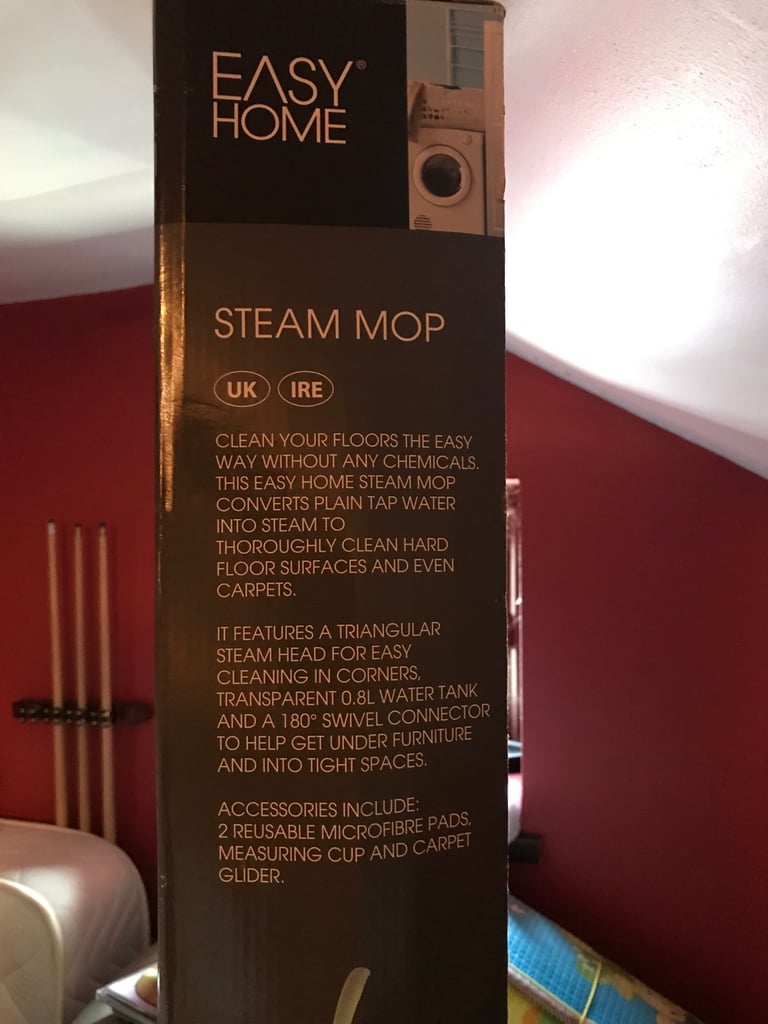 EASY®
HOME
STEAM MOP
UK IRE
CLEAN YOUR FLOORS THE EASY
WAY WITHOUT ANY CHEMICALS.
THIS EASY HOME STEAM MOP
CONVERTS PLAIN TAP WATER
INTO STEAM TO
THOROUGHLY CLEAN HARD
FLOOR SURFACES AND EVEN
CARPETS.
IT FEATURES A TRIANGULAR
STEAM HEAD FOR EASY
CLEANING IN CORNERS,
TRANSPARENT 0.8L WATER TANK
AND A 180° SWIVEL CONNECTOR
TO HELP GET UNDER FURNITURE
AND INTO TIGHT SPACES.
ACCESSORIES INCLUDE:
2 REUSABLE MICROFIBRE PADS,
MEASURING CUP AND CARPET
GLIDER.